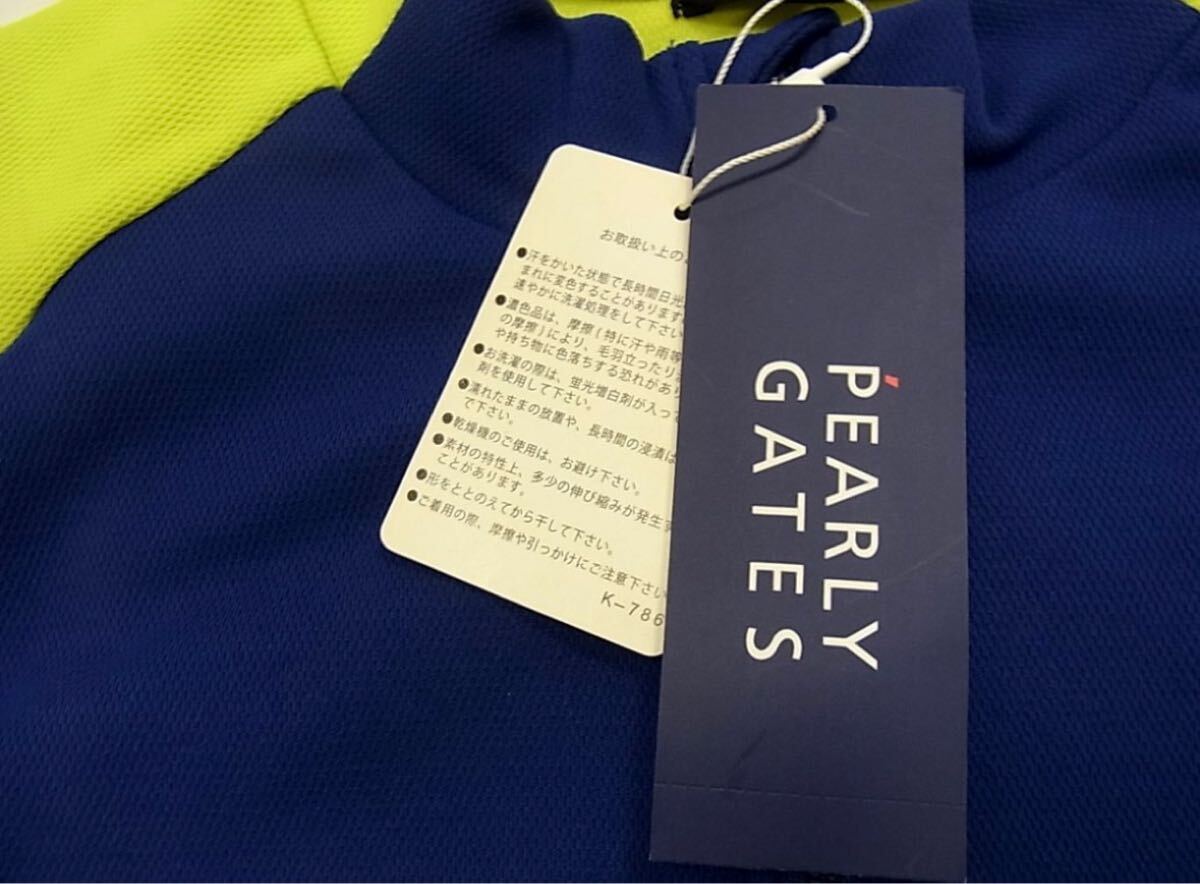 お取扱い上の
●汗をかいた状態で長時間日光
まれに変色することがあります
速やかに洗濯処理をして下さい
●濃色品は、摩擦(特に汗や雨等
の摩擦)により、毛羽立ったり
や持ち物に色落ちする恐れがあり
●お洗濯の際は、蛍光増白剤が入って
剤を使用して下さい。
●濡れたままの放置や、長時間の浸漬は
で下さい。
●乾燥機のご使用は、お避け下さい。
●素材の特性上、多少の伸び縮みが発生す
ことがあります。
●形をととのえてから干して下さい。
●ご着用の際、摩擦や引っかけにご注意下さい
K-786
PEARLY
GATES